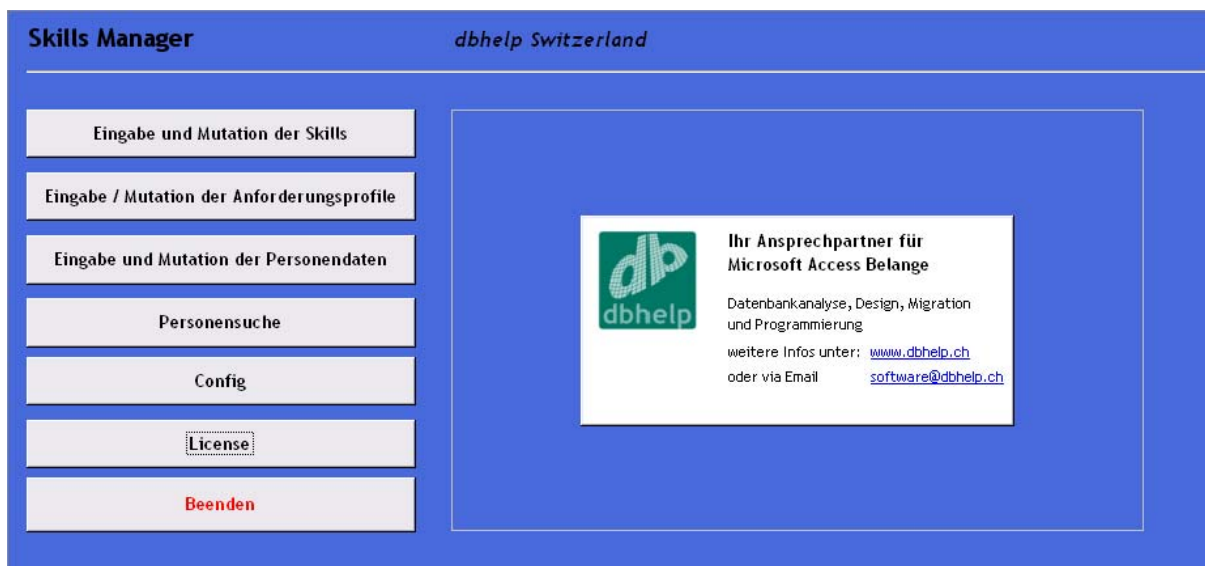 Skills Manager
dbhelp Switzerland
Eingabe und Mutation der Skills
Eingabe / Mutation der Anforderungsprofile
Eingabe und Mutation der Personendaten
Personensuche
Config
License
Beenden
db
dbhelp
Ihr Ansprechpartner für
Microsoft Access Belange
Datenbankanalyse, Design, Migration
und Programmierung
weitere Infos unter: www.dbhelp.ch
oder via Email software@dbhelp.ch